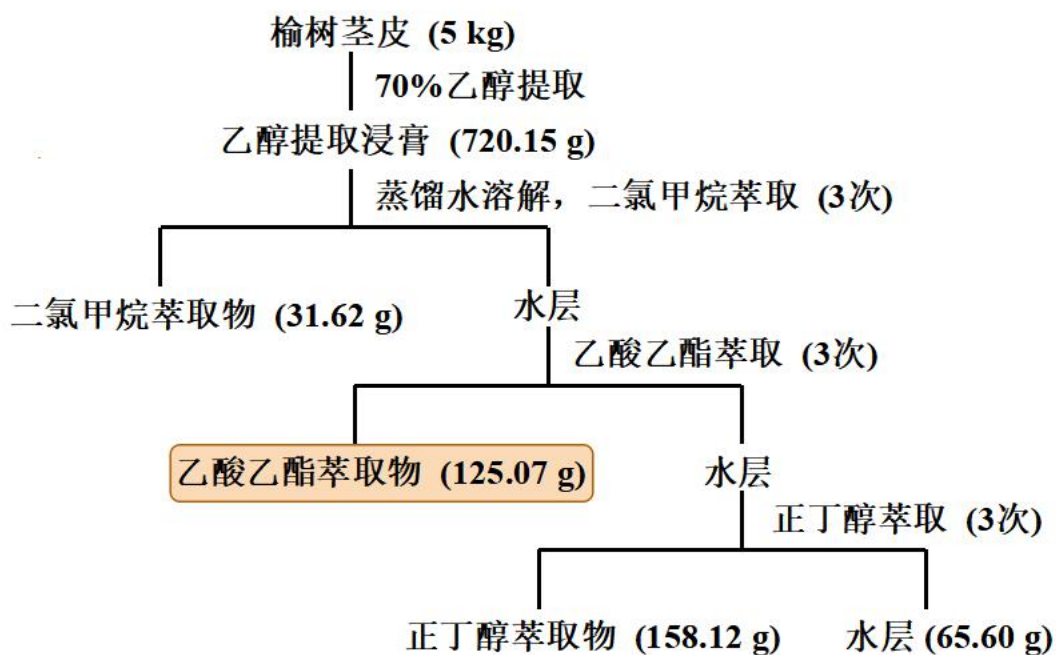 榆树茎皮 (5 kg)
70%乙醇提取
乙醇提取浸膏 (720.15 g)
蒸馏水溶解，二氯甲烷萃取 (3次)
二氯甲烷萃取物 (31.62 g)
水层
乙酸乙酯萃取 (3次)
乙酸乙酯萃取物 (125.07 g)
水层
正丁醇萃取 (3次)
正丁醇萃取物 (158.12 g)
水层 (65.60 g)